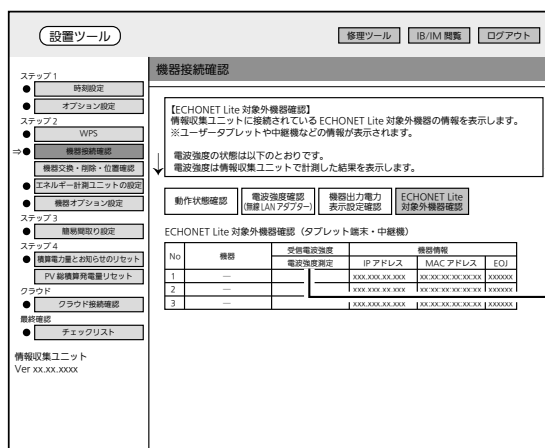 設置ツール
修理ツール
IB/IM 閲覧
ログアウト
機器接続確認
ステップ 1
時刻設定
オプション設定
ステップ 2
WPS
⇒● 機器接続確認
機器交換・削除・位置確認
エネルギー計測ユニットの設定
機器オプション設定
ステップ 3
簡易間取り設定
ステップ 4
積算電力量とお知らせのリセット
PV 総積算発電量リセット
クラウド
クラウド接続確認
最終確認
チェックリスト
情報収集ユニット
Ver xx.xx.xxxx
【ECHONET Lite 対象外機器確認】
情報収集ユニットに接続されている ECHONET Lite 対象外機器の情報を表示します。
※ユーザータブレットや中継機などの情報が表示されます。
電波強度の状態は以下のとおりです。
電波強度は情報収集ユニットで計測した結果を表示します。
動作状態確認
電波強度確認
(無線 LAN アダプター)
機器出力電力
表示設定確認
ECHONET Lite
対象外機器確認
ECHONET Lite 対象外機器確認（タブレット端末・中継機）
No 機器 受信電波強度 機器情報
電波強度測定 IP アドレス MAC アドレス EOJ
1 — xxx.xxx.xx.xxx xx:xx:xx:xx:xx:xx xxxxxx
2 — xxx.xxx.xx.xxx xx:xx:xx:xx:xx:xx xxxxxx
3 — xxx.xxx.xx.xxx xx:xx:xx:xx:xx:xx xxxxxx